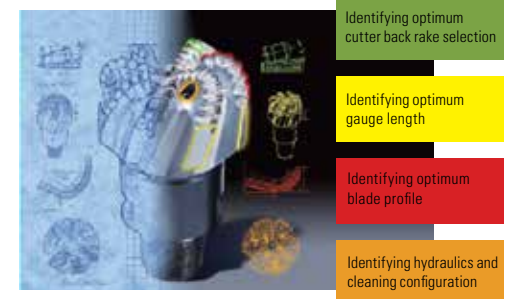 Identifying optimum
cutter back rake selection
Identifying optimum
gauge length
Identifying optimum
blade profile
Identifying hydraulics and
cleaning configuration